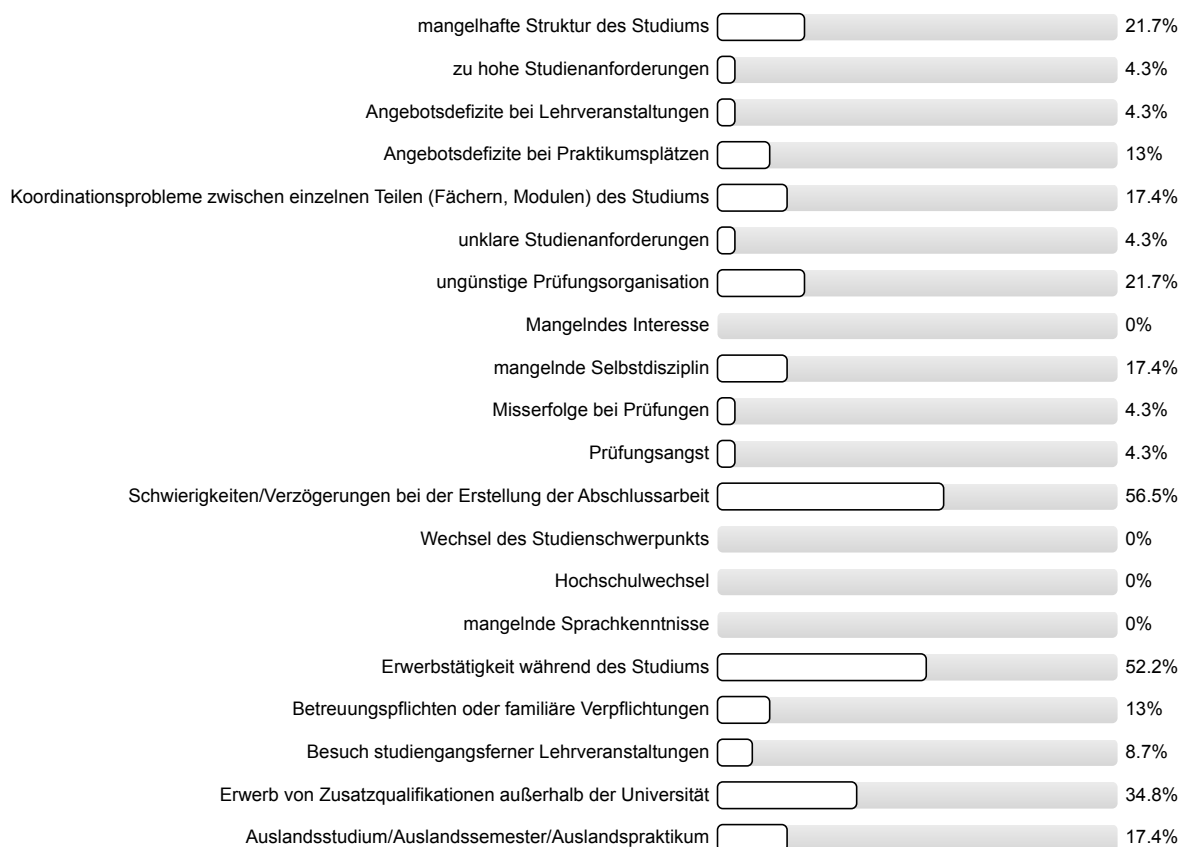 mangelhafte Struktur des Studiums 21.7%
zu hohe Studienanforderungen 4.3%
Angebotsdefizite bei Lehrveranstaltungen 4.3%
Angebotsdefizite bei Praktikumsplätzen 13%
Koordinationsprobleme zwischen einzelnen Teilen (Fächern, Modulen) des Studiums 17.4%
unklare Studienanforderungen 4.3%
ungünstige Prüfungsorganisation 21.7%
Mangelndes Interesse 0%
mangelnde Selbstdisziplin 17.4%
Misserfolge bei Prüfungen 4.3%
Prüfungsangst 4.3%
Schwierigkeiten/Verzögerungen bei der Erstellung der Abschlussarbeit 56.5%
Wechsel des Studienschwerpunkts 0%
Hochschulwechsel 0%
mangelnde Sprachkenntnisse 0%
Erwerbstätigkeit während des Studiums 52.2%
Betreuungspflichten oder familiäre Verpflichtungen 13%
Besuch studiengangsferner Lehrveranstaltungen 8.7%
Erwerb von Zusatzqualifikationen außerhalb der Universität 34.8%
Auslandsstudium/Auslandssemester/Auslandspraktikum 17.4%